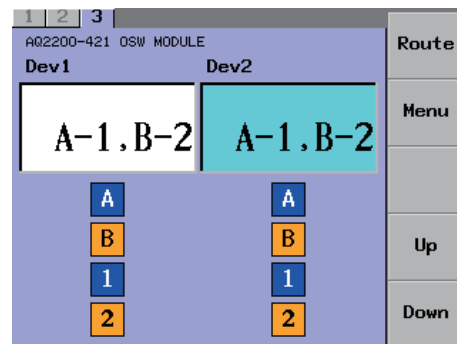 1 2 3
AQ2200-421 OSW MODULE
Dev1 Dev2
A-1,B-2 A-1,B-2
A A
B B
1 1
2 2
Route
Menu
Up
Down